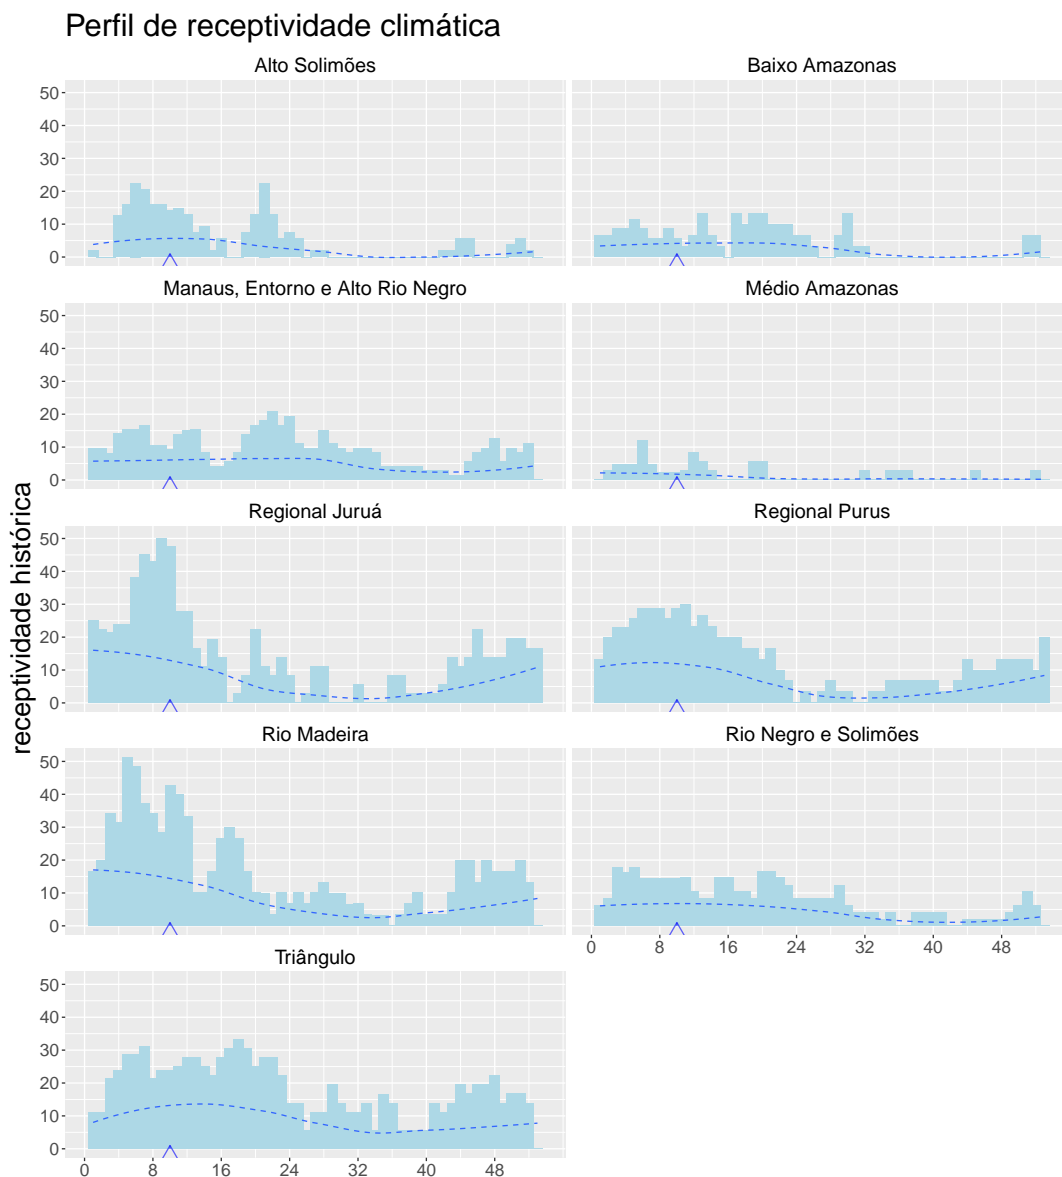 Perfil de receptividade climática
Alto Solimões
Baixo Amazonas
50
40
30
20
10
0
Manaus, Entorno e Alto Rio Negro
Médio Amazonas
50
40
30
20
10
0
Regional Juruá
Regional Purus
50
40
30
20
10
0
receptividade histórica
Rio Madeira
Rio Negro e Solimões
50
40
30
20
10
0
0 8 16 24 32 40 48
Triângulo
50
40
30
20
10
0
0 8 16 24 32 40 48